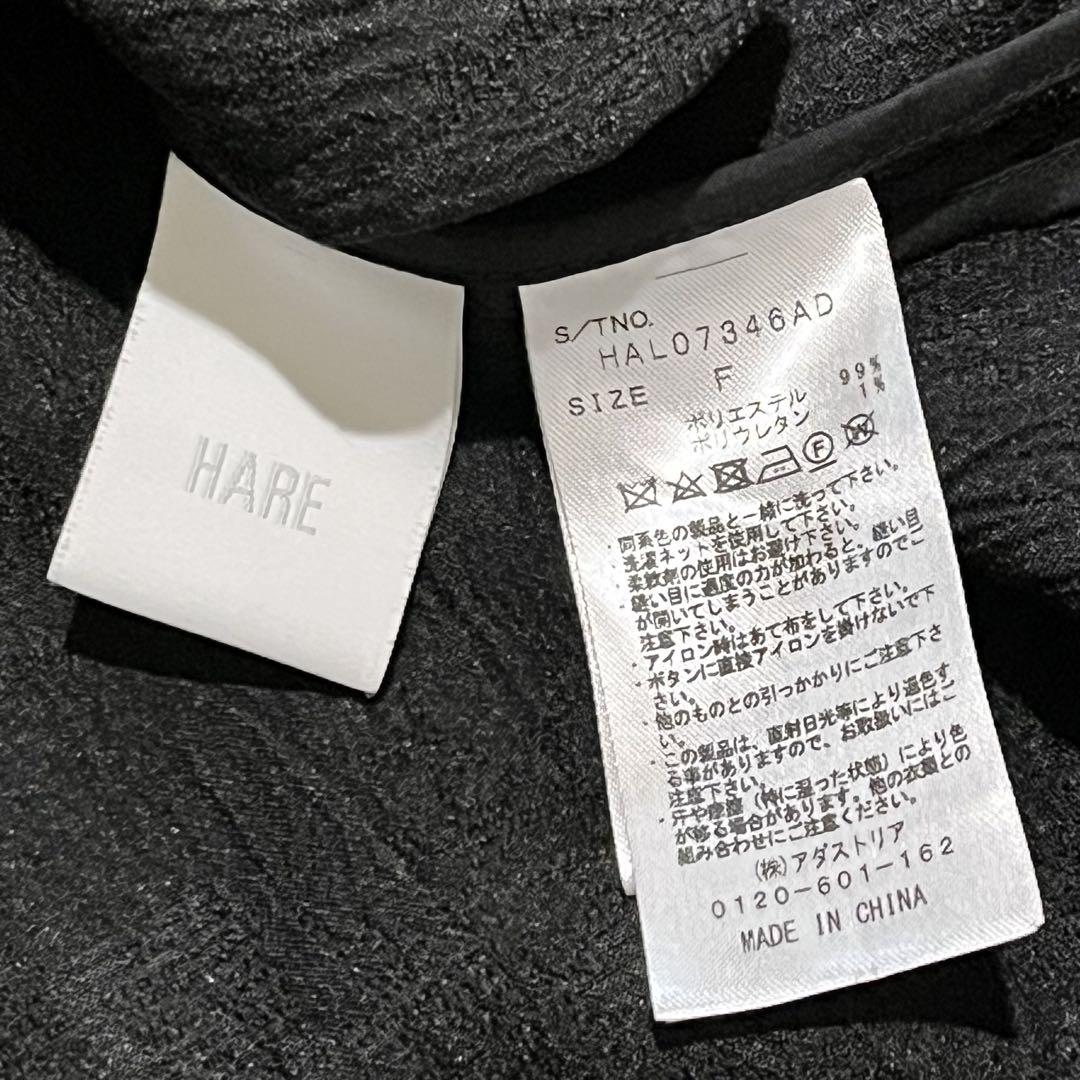 HARE
S/TNO.
HAL07346AD
SIZE F
ポリエステル 99%
ポリウレタン 1%
F
W
・同系色の製品と一緒に洗って下さい。
・洗濯ネットを使用して下さい。
・柔軟剤の使用はお避け下さい。
・縫い目に過度の力が加わると、縫い目
が開いてしまうことがありますのでご
注意下さい。
・アイロン時はあて布をして下さい。
・ボタンに直接アイロンを掛けないで下
さい。
・他のものとの引っかかりにご注意下さ
い。
・この製品は、直射日光等により退色す
る事がありますので、お取扱いにはご
注意下さい。
・汗や摩擦（特に湿った状態）により色
が移る場合があります。他の衣類との
組み合わせにご注意ください。
(株)アダストリア
0120-601-162
MADE IN CHINA